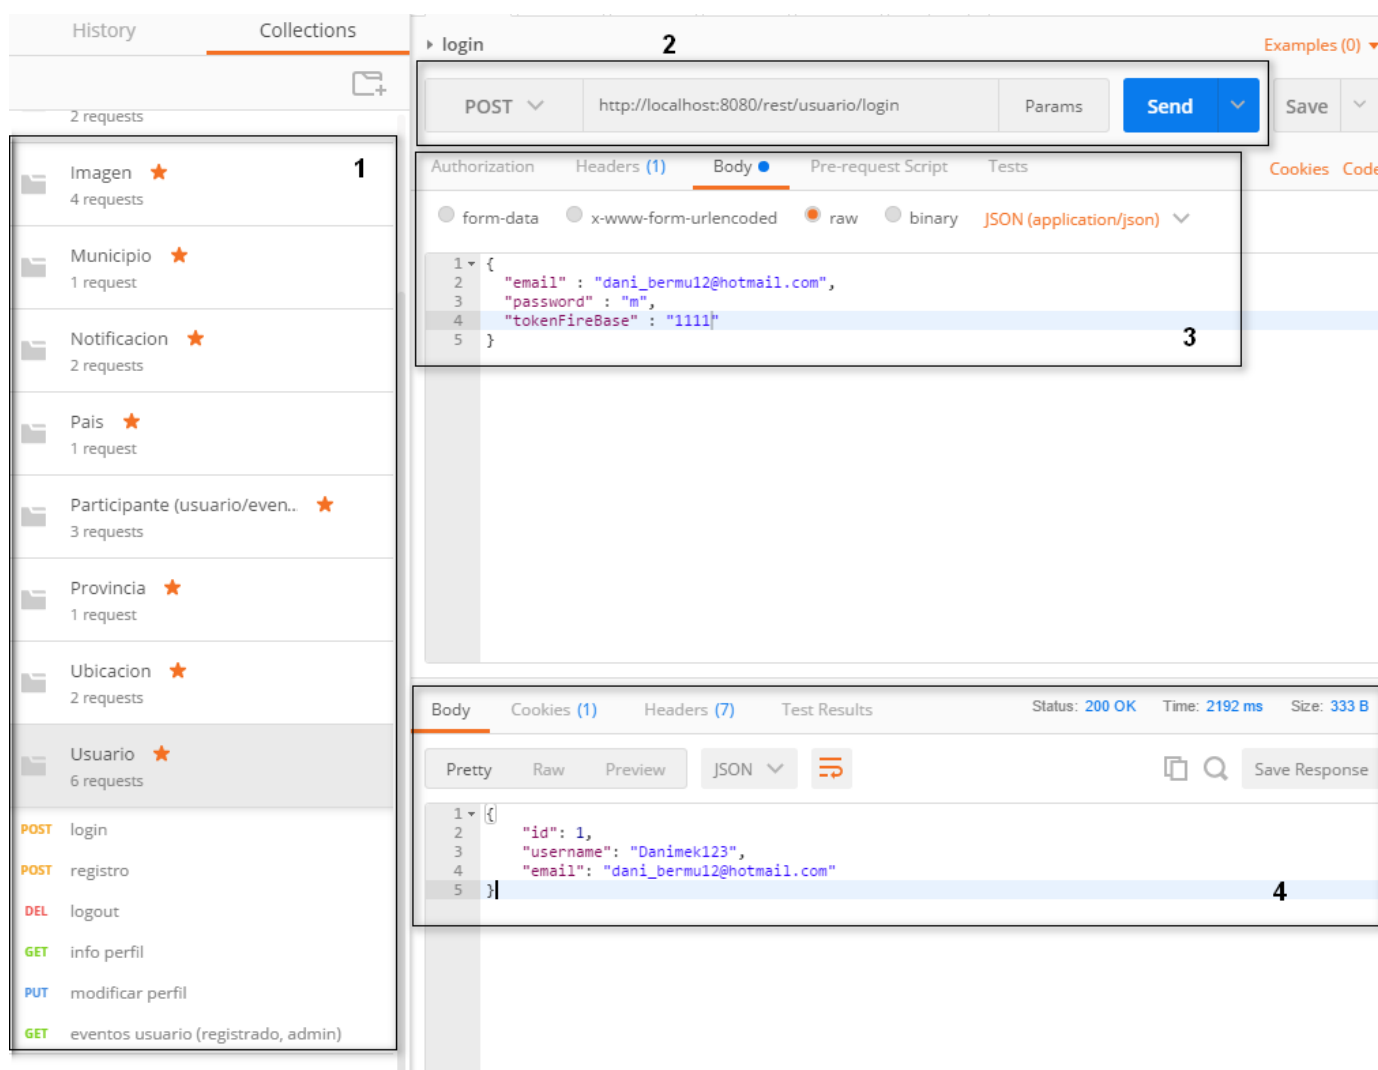 History Collections
2 requests
1
Imagen
4 requests
Municipio
1 request
Notificacion
2 requests
Pais
1 request
Participante (usuario/even..
3 requests
Provincia
1 request
Ubicacion
2 requests
Usuario
6 requests
POST login
POST registro
DEL logout
GET info perfil
PUT modificar perfil
GET eventos usuario (registrado, admin)
login 2 Examples (0)
POST http://localhost:8080/rest/usuario/login Params Send Save
Authorization Headers (1) Body Pre-request Script Tests Cookies Code
form-data x-www-form-urlencoded raw binary JSON (application/json)
1 {
2 "email" : "dani_bermu12@hotmail.com",
3 "password" : "m",
4 "tokenFireBase" : "1111"
5 }
3
Body Cookies (1) Headers (7) Test Results Status: 200 OK Time: 2192 ms Size: 333 B
Pretty Raw Preview JSON Save Response
1 {
2 "id": 1,
3 "username": "Danimek123",
4 "email": "dani_bermu12@hotmail.com"
5 }
4